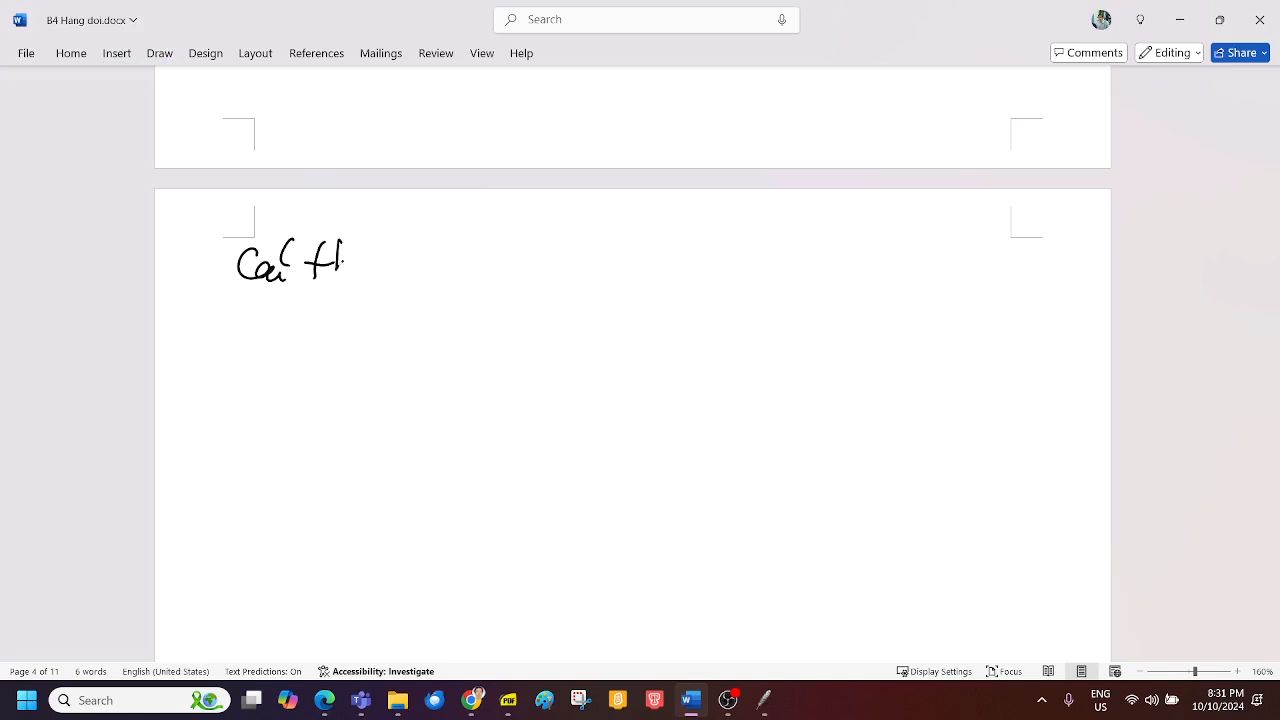 B4 Hang doi.docx
Search
File Home Insert Draw Design Layout References Mailings Review View Help
Comments Editing Share
Page 4 of 11 6 words English (United States) Text Predictions: On Accessibility: Investigate Display Settings Focus 160%
Search PDF ENG US 8:31 PM 10/10/2024